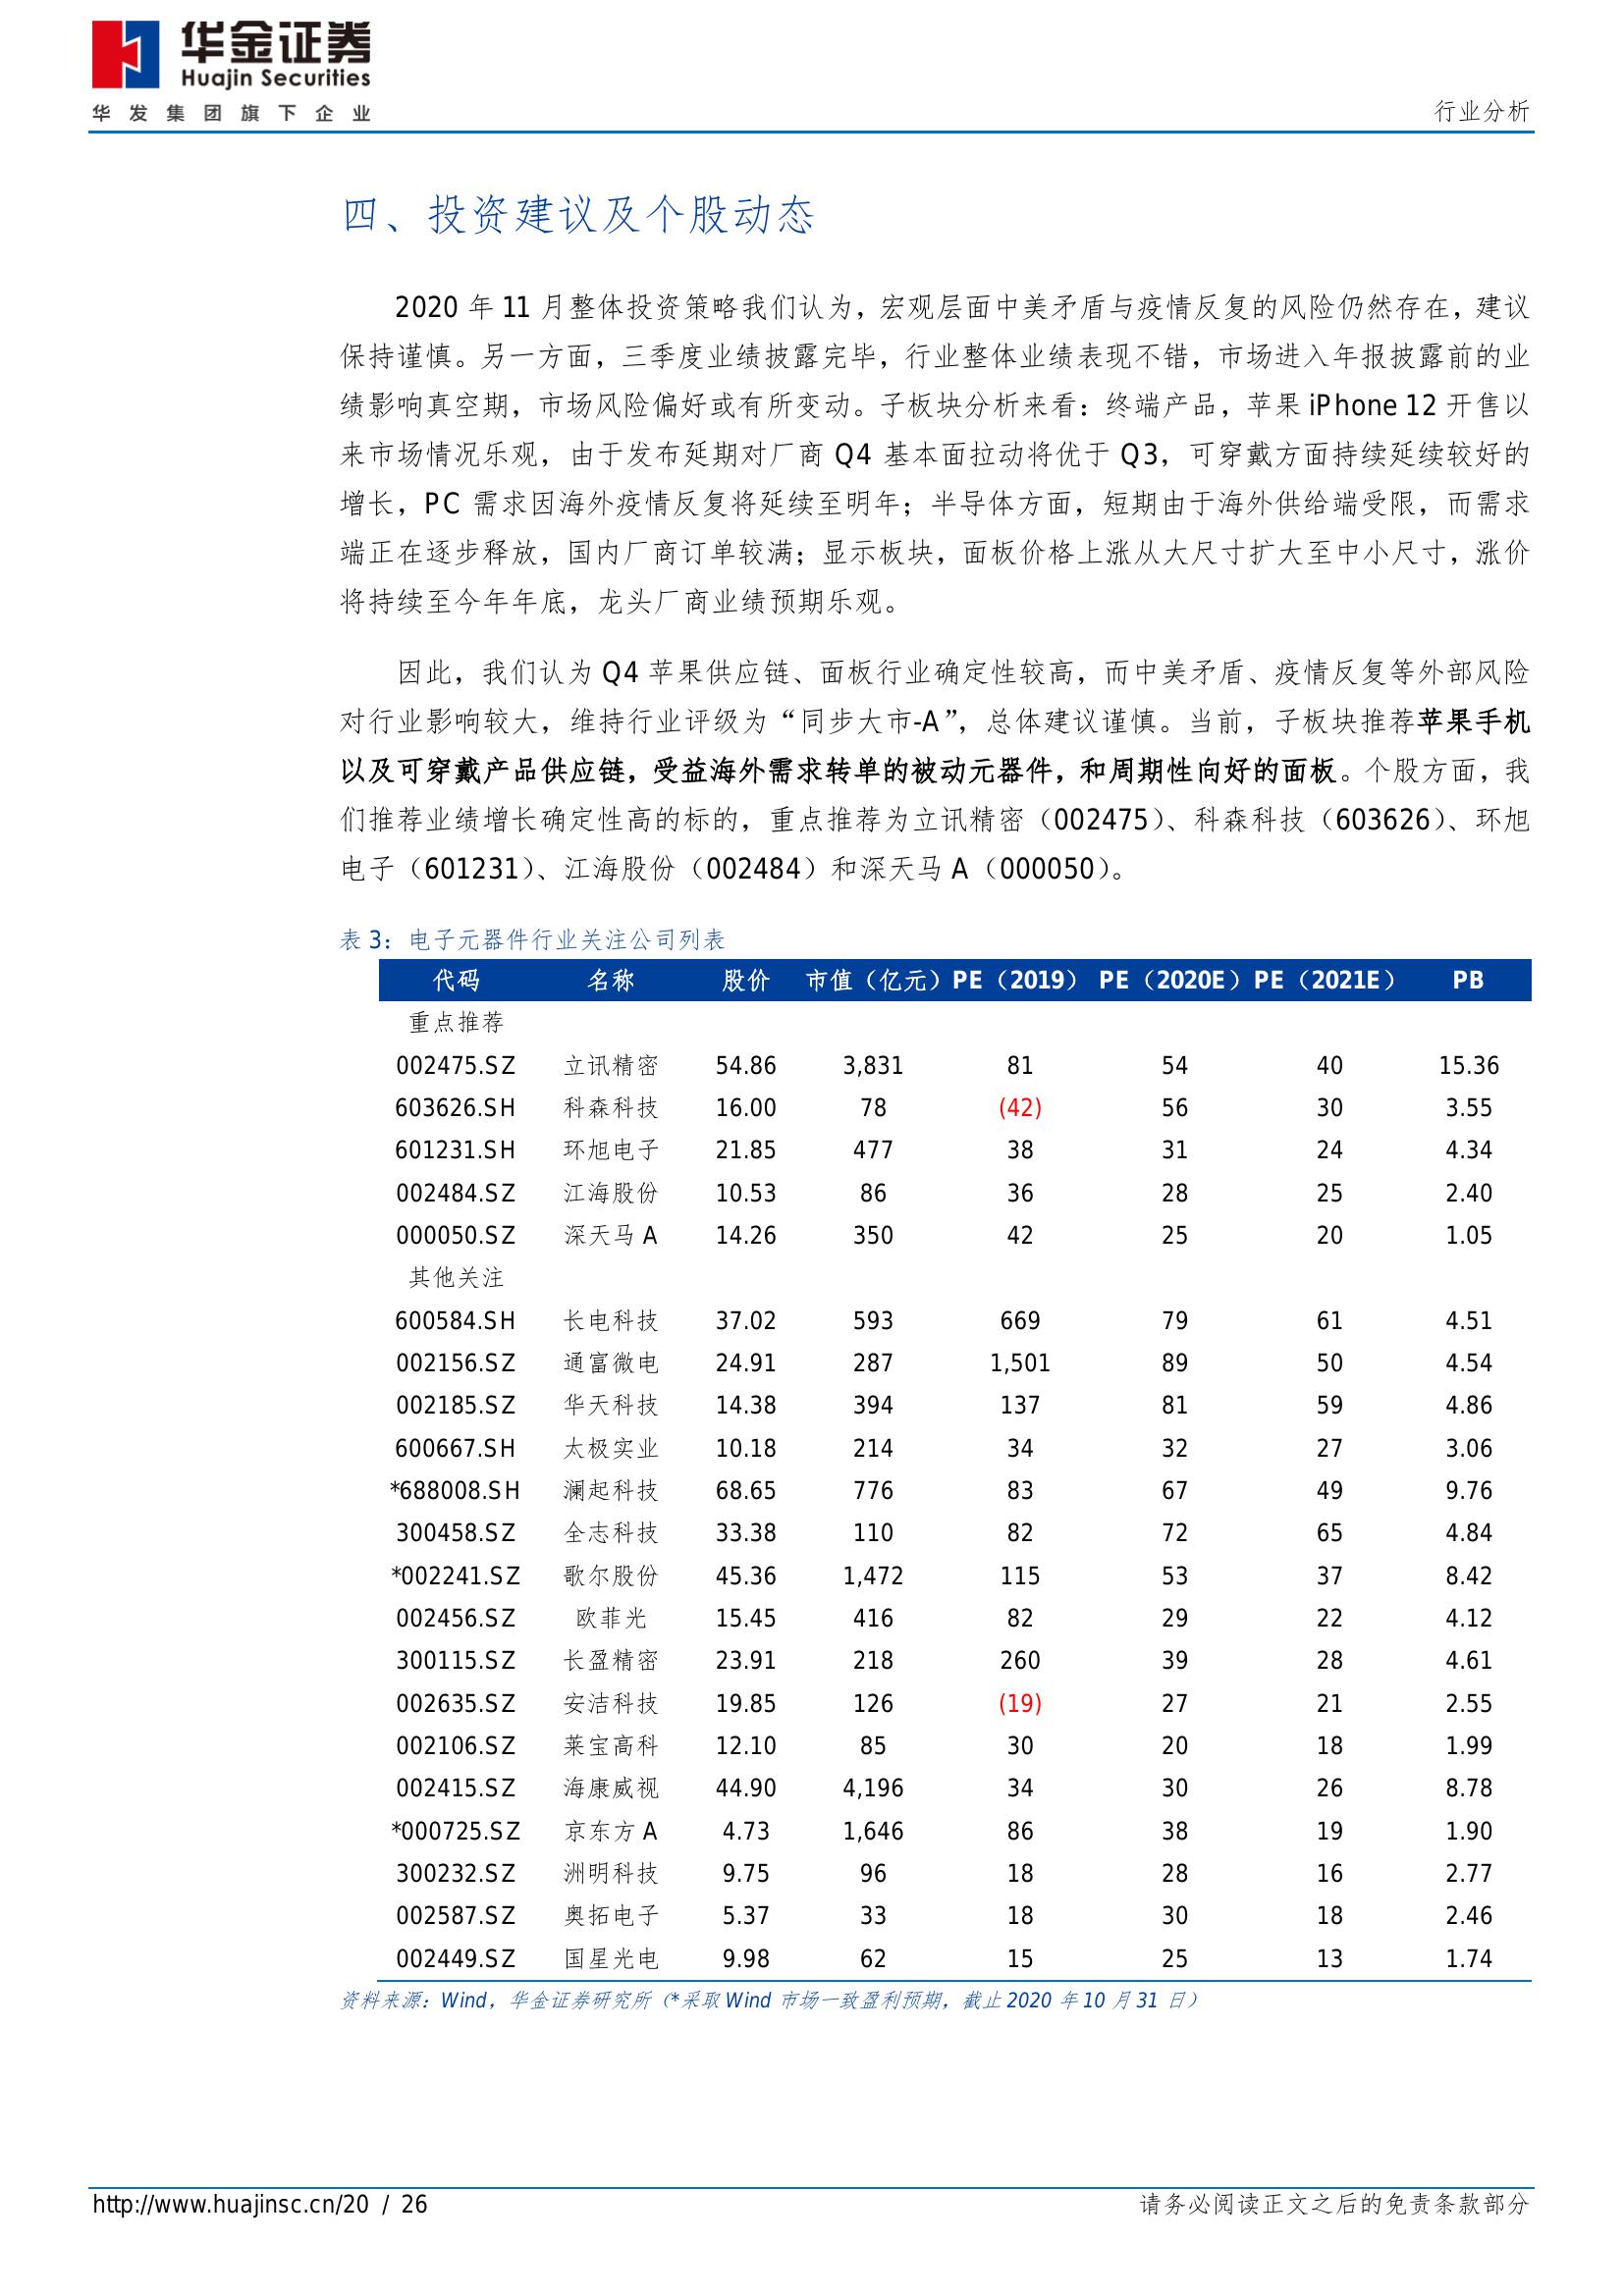 华金证券
Huajin Securities
华发集团旗下企业
行业分析
四、投资建议及个股动态
2020 年 11 月整体投资策略我们认为，宏观层面中美矛盾与疫情反复的风险仍然存在，建议
保持谨慎。另一方面，三季度业绩披露完毕，行业整体业绩表现不错，市场进入年报披露前的业
绩影响真空期，市场风险偏好或有所变动。子板块分析来看：终端产品，苹果 iPhone 12 开售以
来市场情况乐观，由于发布延期对厂商 Q4 基本面拉动将优于 Q3，可穿戴方面持续延续较好的
增长，PC 需求因海外疫情反复将延续至明年；半导体方面，短期由于海外供给端受限，而需求
端正在逐步释放，国内厂商订单较满；显示板块，面板价格上涨从大尺寸扩大至中小尺寸，涨价
将持续至今年年底，龙头厂商业绩预期乐观。
因此，我们认为 Q4 苹果供应链、面板行业确定性较高，而中美矛盾、疫情反复等外部风险
对行业影响较大，维持行业评级为“同步大市-A”，总体建议谨慎。当前，子板块推荐苹果手机
以及可穿戴产品供应链，受益海外需求转单的被动元器件，和周期性向好的面板。个股方面，我
们推荐业绩增长确定性高的标的，重点推荐为立讯精密（002475）、科森科技（603626）、环旭
电子（601231）、江海股份（002484）和深天马 A（000050）。
表 3：电子元器件行业关注公司列表
代码 名称 股价 市值（亿元） PE（2019） PE（2020E） PE（2021E） PB
重点推荐
002475.SZ 立讯精密 54.86 3,831 81 54 40 15.36
603626.SH 科森科技 16.00 78 (42) 56 30 3.55
601231.SH 环旭电子 21.85 477 38 31 24 4.34
002484.SZ 江海股份 10.53 86 36 28 25 2.40
000050.SZ 深天马 A 14.26 350 42 25 20 1.05
其他关注
600584.SH 长电科技 37.02 593 669 79 61 4.51
002156.SZ 通富微电 24.91 287 1,501 89 50 4.54
002185.SZ 华天科技 14.38 394 137 81 59 4.86
600667.SH 太极实业 10.18 214 34 32 27 3.06
*688008.SH 澜起科技 68.65 776 83 67 49 9.76
300458.SZ 全志科技 33.38 110 82 72 65 4.84
*002241.SZ 歌尔股份 45.36 1,472 115 53 37 8.42
002456.SZ 欧菲光 15.45 416 82 29 22 4.12
300115.SZ 长盈精密 23.91 218 260 39 28 4.61
002635.SZ 安洁科技 19.85 126 (19) 27 21 2.55
002106.SZ 莱宝高科 12.10 85 30 20 18 1.99
002415.SZ 海康威视 44.90 4,196 34 30 26 8.78
*000725.SZ 京东方 A 4.73 1,646 86 38 19 1.90
300232.SZ 洲明科技 9.75 96 18 28 16 2.77
002587.SZ 奥拓电子 5.37 33 18 30 18 2.46
002449.SZ 国星光电 9.98 62 15 25 13 1.74
资料来源：Wind，华金证券研究所（*采取 Wind 市场一致盈利预期，截止 2020 年 10 月 31 日）
http://www.huajinsc.cn/20 / 26
请务必阅读正文之后的免责条款部分